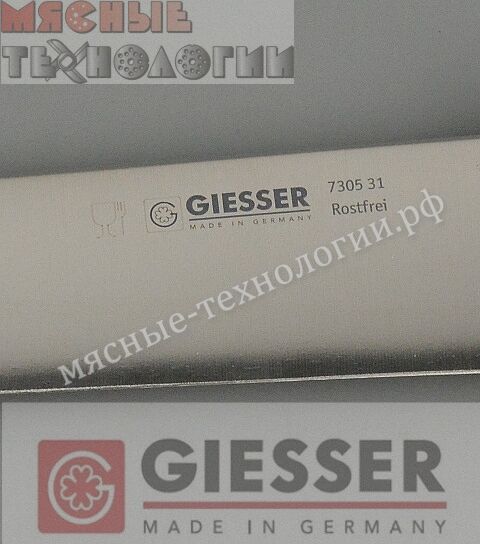 МЯСНЫЕ
ТЕХНОЛОГИИ
GIESSER
MADE IN GERMANY
7305 31
Rostfrei
мясные-технологии.рф
GIESSER
MADE IN GERMANY